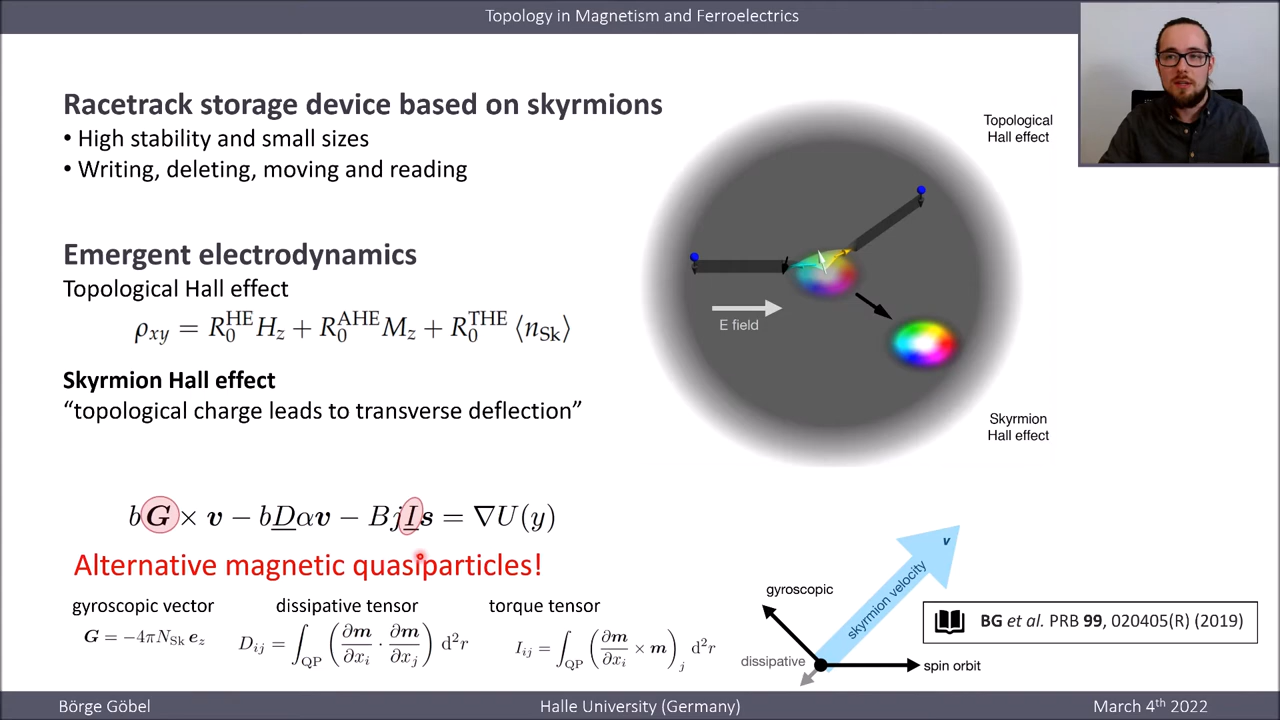 Topology in Magnetism and Ferroelectrics
Racetrack storage device based on skyrmions
• High stability and small sizes
• Writing, deleting, moving and reading
Emergent electrodynamics
Topological Hall effect
ρ_xy = R_0^HE H_z + R_0^AHE M_z + R_0^THE ⟨n_Sk⟩
Skyrmion Hall effect
“topological charge leads to transverse deflection”
bG × v − bDαv − BjIs = ∇U(y)
Alternative magnetic quasiparticles!
gyroscopic vector
G = −4πN_Sk e_z
dissipative tensor
D_ij = ∫_QP (∂m/∂x_i · ∂m/∂x_j) d²r
torque tensor
I_ij = ∫_QP (∂m/∂x_i × m)_j d²r
Topological
Hall effect
E field
Skyrmion
Hall effect
v
skyrmion velocity
gyroscopic
dissipative
spin orbit
BG et al. PRB 99, 020405(R) (2019)
Börge Göbel
Halle University (Germany)
March 4th 2022